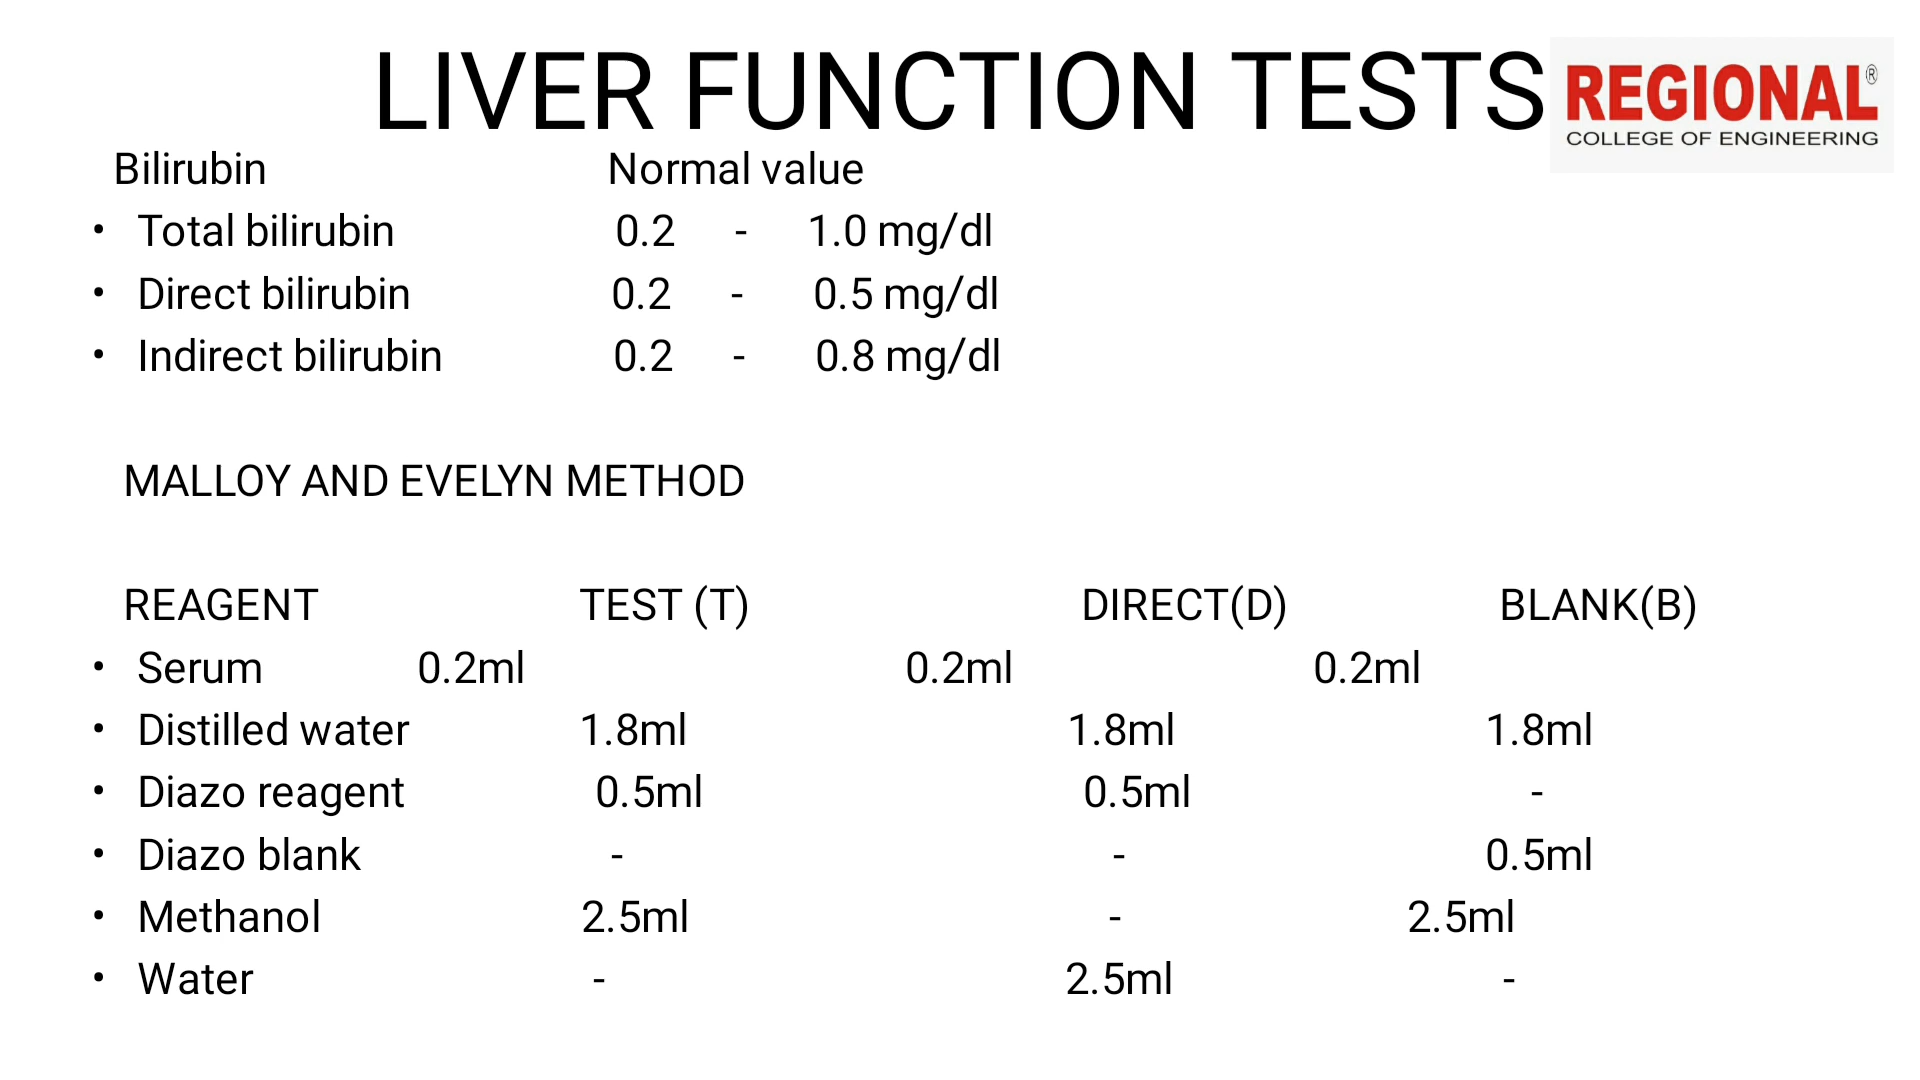 LIVER FUNCTION TESTS
REGIONAL®
COLLEGE OF ENGINEERING
Bilirubin Normal value
• Total bilirubin 0.2 - 1.0 mg/dl
• Direct bilirubin 0.2 - 0.5 mg/dl
• Indirect bilirubin 0.2 - 0.8 mg/dl
MALLOY AND EVELYN METHOD
REAGENT TEST (T) DIRECT(D) BLANK(B)
• Serum 0.2ml 0.2ml 0.2ml
• Distilled water 1.8ml 1.8ml 1.8ml
• Diazo reagent 0.5ml 0.5ml -
• Diazo blank - - 0.5ml
• Methanol 2.5ml - 2.5ml
• Water - 2.5ml -